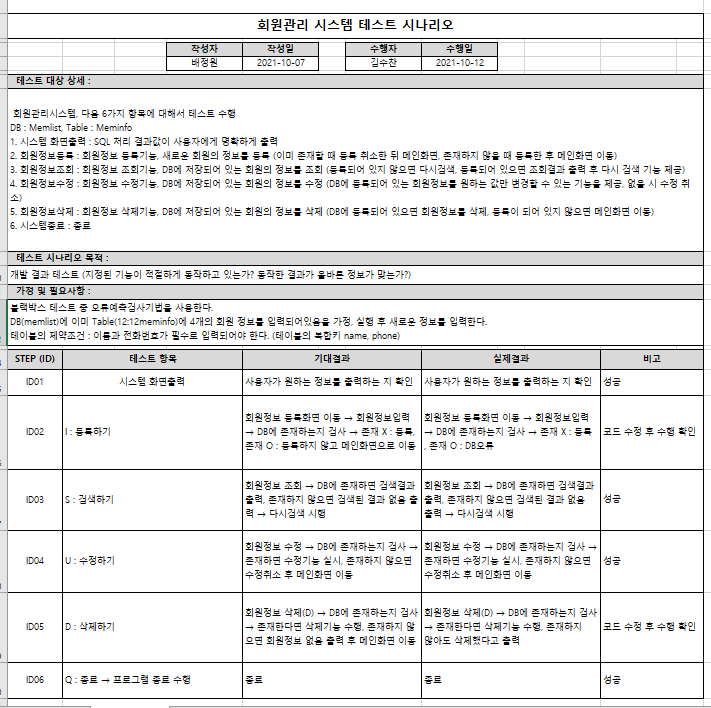 회원관리 시스템 테스트 시나리오
작성자 작성일 수행자 수행일
배정원 2021-10-07 김수찬 2021-10-12
테스트 대상 상세 :
회원관리시스템, 다음 6가지 항목에 대해서 테스트 수행
DB : Memlist, Table : Meminfo
1. 시스템 화면출력 : SQL 처리 결과값이 사용자에게 명확하게 출력
2. 회원정보등록 : 회원정보 등록기능, 새로운 회원의 정보를 등록 (이미 존재할 때 등록 취소한 뒤 메인화면, 존재하지 않을 때 등록한 후 메인화면 이동)
3. 회원정보조회 : 회원정보 조회기능, DB에 저장되어 있는 회원의 정보를 조회 (등록되어 있지 않으면 다시검색, 등록되어 있으면 조회결과 출력 후 다시 검색 기능 제공)
4. 회원정보수정 : 회원정보 수정기능, DB에 저장되어 있는 회원의 정보를 수정 (DB에 등록되어 있는 회원정보를 원하는 값만 변경할 수 있는 기능을 제공, 없을 시 수정 취
소)
5. 회원정보삭제 : 회원정보 삭제기능, DB에 저장되어 있는 회원의 정보를 삭제 (DB에 등록되어 있으면 회원정보를 삭제, 등록이 되어 있지 않으면 메인화면 이동)
6. 시스템종료 : 종료
테스트 시나리오 목적 :
개발 결과 테스트 (지정된 기능이 적절하게 동작하고 있는가? 동작한 결과가 올바른 정보가 맞는가?)
가정 및 필요사항 :
블랙박스 테스트 중 오류예측검사기법을 사용한다.
DB(memlist)에 이미 Table(12:12meminfo)에 4개의 회원 정보를 입력되어있음을 가정, 실행 후 새로운 정보를 입력한다.
테이블의 제약조건 : 이름과 전화번호가 필수로 입력되어야 한다. (테이블의 복합키 name, phone)
STEP (ID) 테스트 항목 기대결과 실제결과 비고
ID01 시스템 화면출력 사용자가 원하는 정보를 출력하는 지 확인 사용자가 원하는 정보를 출력하는 지 확인 성공
ID02 I : 등록하기
회원정보 등록화면 이동 → 회원정보입력
→ DB에 존재하는지 검사 → 존재 X : 등록,
존재 O : 등록하지 않고 메인화면으로 이동
회원정보 등록화면 이동 → 회원정보입력
→ DB에 존재하는지 검사 → 존재 X : 등록
, 존재 O : DB오류
코드 수정 후 수행 확인
ID03 S : 검색하기
회원정보 조회 → DB에 존재하면 검색결과
출력, 존재하지 않으면 검색된 결과 없음 출
력 → 다시검색 시행
회원정보 조회 → DB에 존재하면 검색결과
출력, 존재하지 않으면 검색된 결과 없음
출력 → 다시검색 시행
성공
ID04 U : 수정하기
회원정보 수정 → DB에 존재하는지 검사 →
존재하면 수정기능 실시, 존재하지 않으면
수정취소 후 메인화면 이동
회원정보 수정 → DB에 존재하는지 검사 →
존재하면 수정기능 실시, 존재하지 않으면
수정취소 후 메인화면 이동
성공
ID05 D : 삭제하기
회원정보 삭제(D) → DB에 존재하는지 검사
→ 존재한다면 삭제기능 수행, 존재하지 않
으면 회원정보 없음 출력 후 메인화면 이동
회원정보 삭제(D) → DB에 존재하는지 검사
→ 존재한다면 삭제기능 수행, 존재하지
않아도 삭제했다고 출력
코드 수정 후 수행 확인
ID06 Q : 종료 → 프로그램 종료 수행 종료 종료 성공